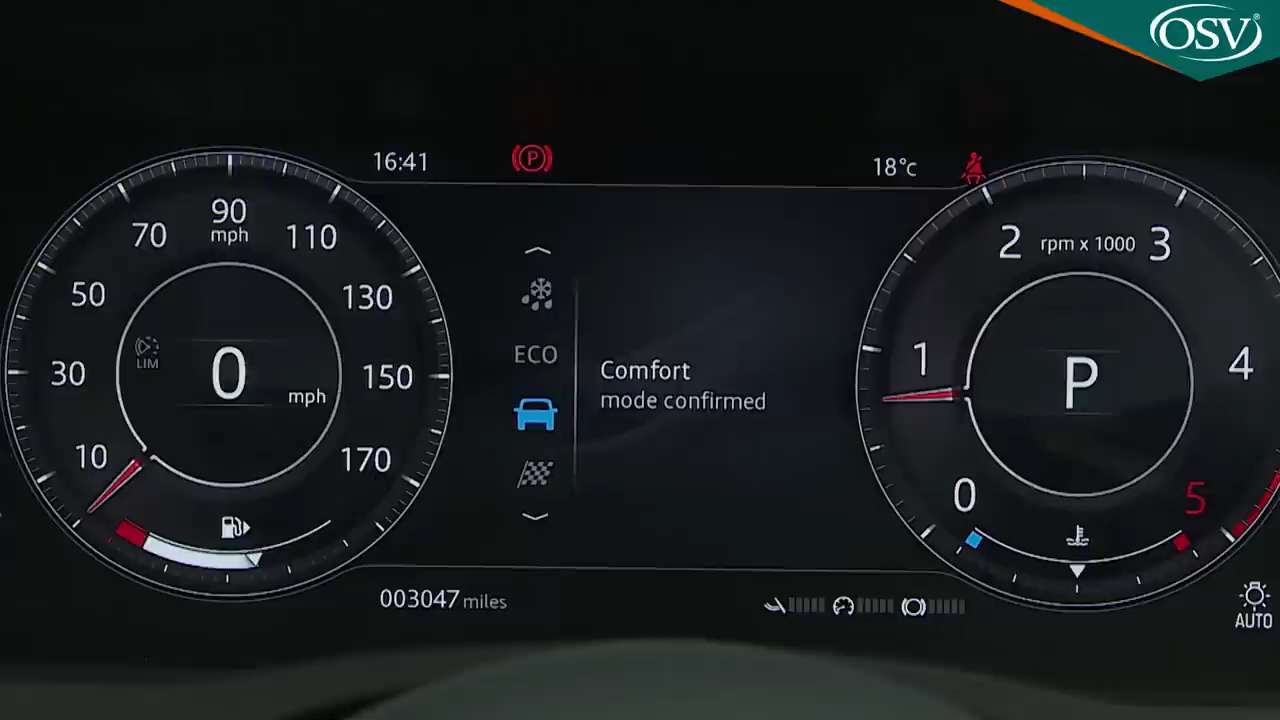 OSV
16:41
P
18°c
90
mph
70
110
50
130
30
150
10
170
LIM
0
mph
ECO
Comfort
mode confirmed
2
rpm x 1000
3
1
4
0
5
P
003047 miles
AUTO